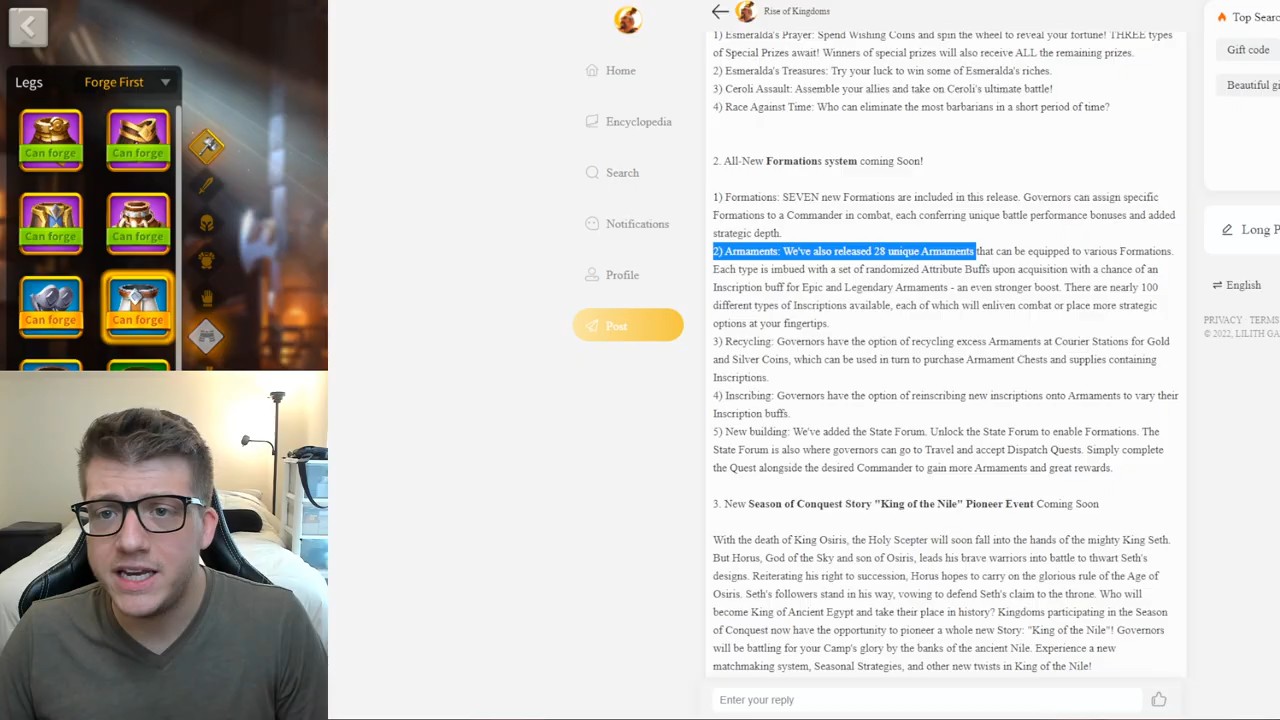 Legs
Forge First
Can forge
Can forge
Can forge
Can forge
Can forge
Can forge
Home
Encyclopedia
Search
Notifications
Profile
Post
Rise of Kingdoms
1) Esmeralda's Prayer: Spend Wishing Coins and spin the wheel to reveal your fortune! THREE types
of Special Prizes await! Winners of special prizes will also receive ALL the remaining prizes.
2) Esmeralda's Treasures: Try your luck to win some of Esmeralda's riches.
3) Ceroli Assault: Assemble your allies and take on Ceroli's ultimate battle!
4) Race Against Time: Who can eliminate the most barbarians in a short period of time?
2. All-New Formations system coming Soon!
1) Formations: SEVEN new Formations are included in this release. Governors can assign specific
Formations to a Commander in combat, each conferring unique battle performance bonuses and added
strategic depth.
2) Armaments: We've also released 28 unique Armaments that can be equipped to various Formations.
Each type is imbued with a set of randomized Attribute Buffs upon acquisition with a chance of an
Inscription buff for Epic and Legendary Armaments - an even stronger boost. There are nearly 100
different types of Inscriptions available, each of which will enliven combat or place more strategic
options at your fingertips.
3) Recycling: Governors have the option of recycling excess Armaments at Courier Stations for Gold
and Silver Coins, which can be used in turn to purchase Armament Chests and supplies containing
Inscriptions.
4) Inscribing: Governors have the option of reinscribing new inscriptions onto Armaments to vary their
Inscription buffs.
5) New building: We've added the State Forum. Unlock the State Forum to enable Formations. The
State Forum is also where governors can go to Travel and accept Dispatch Quests. Simply complete
the Quest alongside the desired Commander to gain more Armaments and great rewards.
3. New Season of Conquest Story "King of the Nile" Pioneer Event Coming Soon
With the death of King Osiris, the Holy Scepter will soon fall into the hands of the mighty King Seth.
But Horus, God of the Sky and son of Osiris, leads his brave warriors into battle to thwart Seth's
designs. Reiterating his right to succession, Horus hopes to carry on the glorious rule of the Age of
Osiris. Seth's followers stand in his way, vowing to defend Seth's claim to the throne. Who will
become King of Ancient Egypt and take their place in history? Kingdoms participating in the Season
of Conquest now have the opportunity to pioneer a whole new Story: "King of the Nile"! Governors
will be battling for your Camp's glory by the banks of the ancient Nile. Experience a new
matchmaking system, Seasonal Strategies, and other new twists in King of the Nile!
Enter your reply
Top Sear
Gift code
Beautiful gi
Long P
English
PRIVACY · TERMS
© 2022, LILITH GA